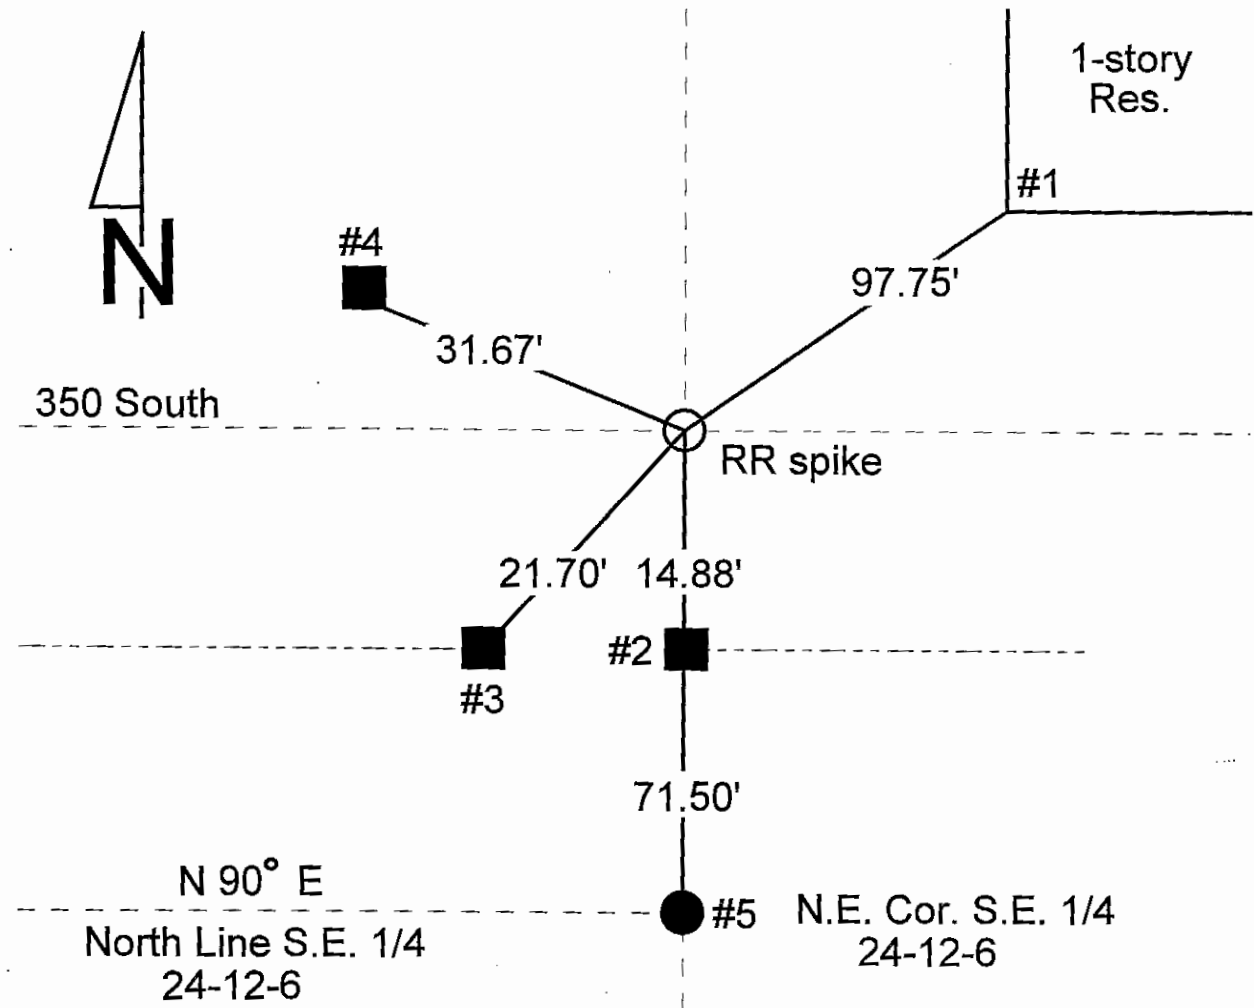 1-story
Res.
#1
N
#4
97.75'
31.67'
350 South
RR spike
21.70'
14.88'
#2
#3
71.50'
N 90° E
#5
N.E. Cor. S.E. 1/4
24-12-6
North Line S.E. 1/4
24-12-6